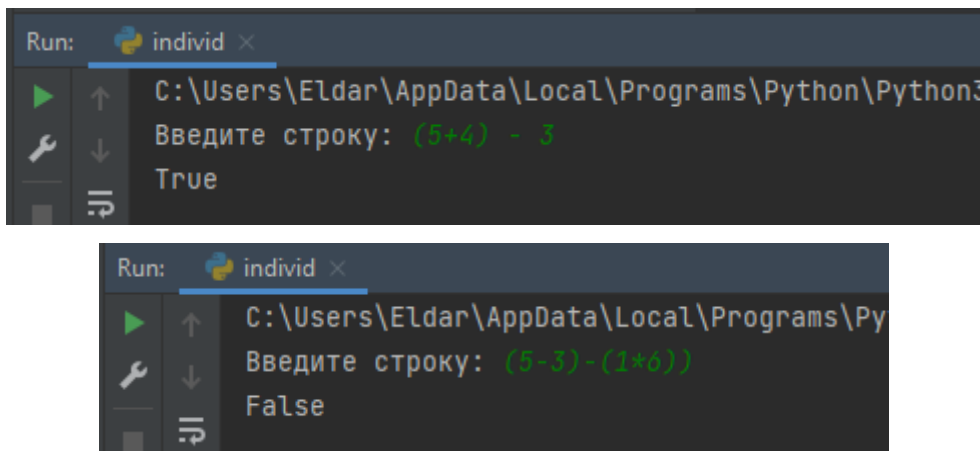 Run: individ
C:\Users\Eldar\AppData\Local\Programs\Python\Python3
Введите строку: (5+4) - 3
True
Run: individ
C:\Users\Eldar\AppData\Local\Programs\Py
Введите строку: (5-3)-(1*6))
False